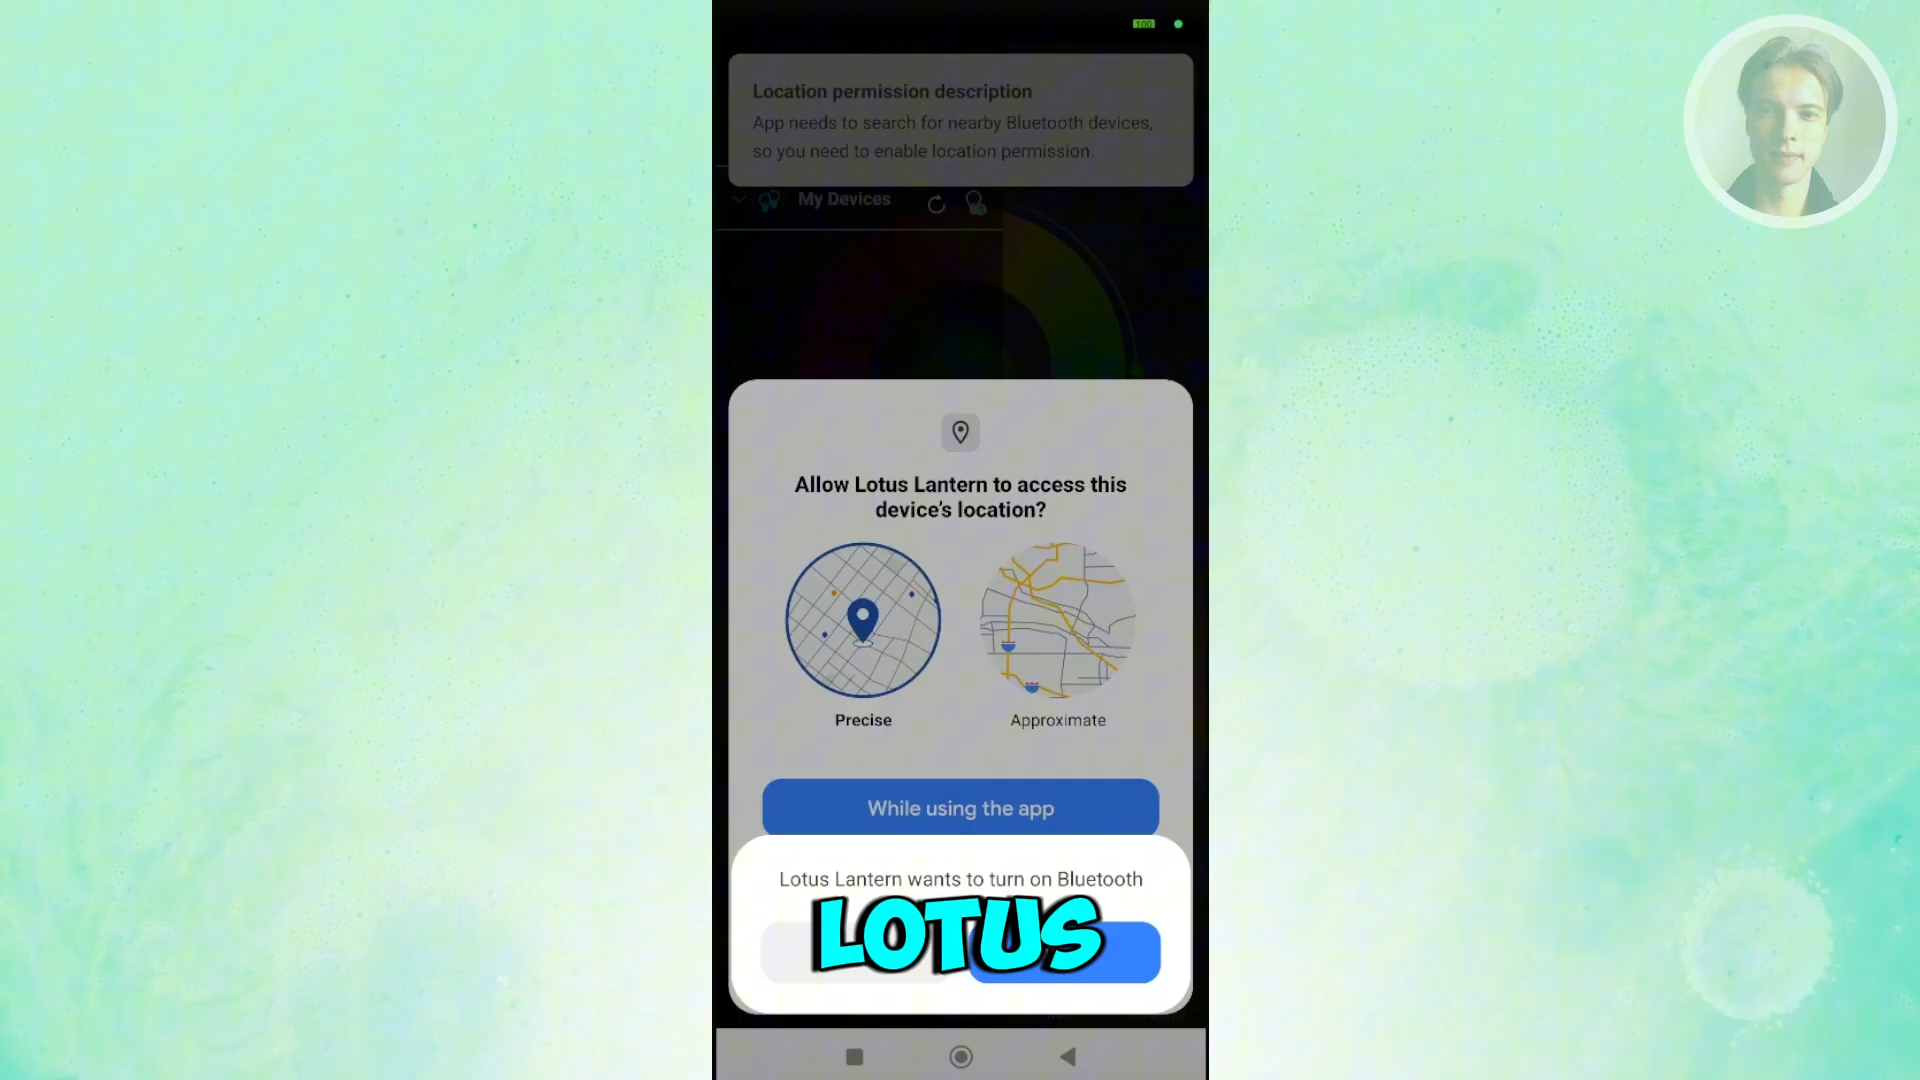 100
Location permission description
App needs to search for nearby Bluetooth devices,
so you need to enable location permission.
My Devices
Allow Lotus Lantern to access this
device's location?
Precise
Approximate
While using the app
Lotus Lantern wants to turn on Bluetooth
LOTUS